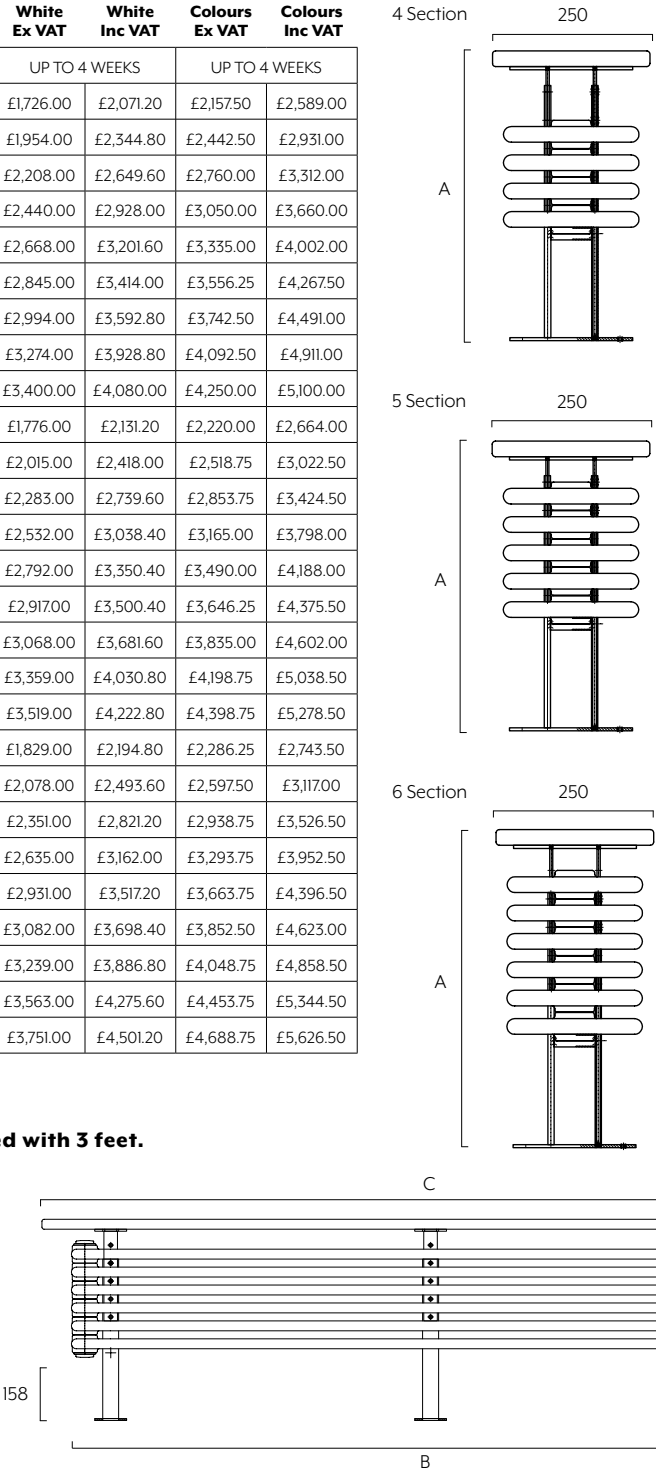 White Ex VAT White Inc VAT Colours Ex VAT Colours Inc VAT
UP TO 4 WEEKS UP TO 4 WEEKS
£1,726.00 £2,071.20 £2,157.50 £2,589.00
£1,954.00 £2,344.80 £2,442.50 £2,931.00
£2,208.00 £2,649.60 £2,760.00 £3,312.00
£2,440.00 £2,928.00 £3,050.00 £3,660.00
£2,668.00 £3,201.60 £3,335.00 £4,002.00
£2,845.00 £3,414.00 £3,556.25 £4,267.50
£2,994.00 £3,592.80 £3,742.50 £4,491.00
£3,274.00 £3,928.80 £4,092.50 £4,911.00
£3,400.00 £4,080.00 £4,250.00 £5,100.00
£1,776.00 £2,131.20 £2,220.00 £2,664.00
£2,015.00 £2,418.00 £2,518.75 £3,022.50
£2,283.00 £2,739.60 £2,853.75 £3,424.50
£2,532.00 £3,038.40 £3,165.00 £3,798.00
£2,792.00 £3,350.40 £3,490.00 £4,188.00
£2,917.00 £3,500.40 £3,646.25 £4,375.50
£3,068.00 £3,681.60 £3,835.00 £4,602.00
£3,359.00 £4,030.80 £4,198.75 £5,038.50
£3,519.00 £4,222.80 £4,398.75 £5,278.50
£1,829.00 £2,194.80 £2,286.25 £2,743.50
£2,078.00 £2,493.60 £2,597.50 £3,117.00
£2,351.00 £2,821.20 £2,938.75 £3,526.50
£2,635.00 £3,162.00 £3,293.75 £3,952.50
£2,931.00 £3,517.20 £3,663.75 £4,396.50
£3,082.00 £3,698.40 £3,852.50 £4,623.00
£3,239.00 £3,886.80 £4,048.75 £4,858.50
£3,563.00 £4,275.60 £4,453.75 £5,344.50
£3,751.00 £4,501.20 £4,688.75 £5,626.50
4 Section 250
A
5 Section 250
A
6 Section 250
A
ed with 3 feet.
C
158
B